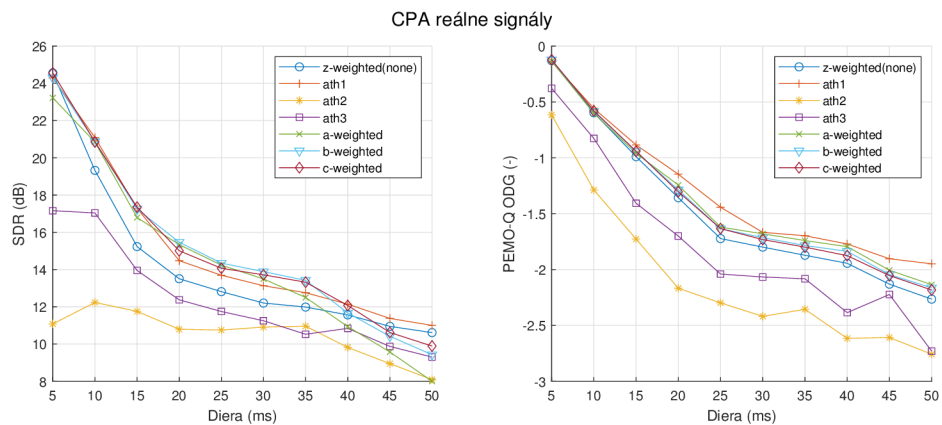 CPA reálne signály
26
24
22
20
18
16
14
12
10
8
5 10 15 20 25 30 35 40 45 50
SDR (dB)
Diera (ms)
z-weighted(none)
ath1
ath2
ath3
a-weighted
b-weighted
c-weighted
0
-0.5
-1
-1.5
-2
-2.5
-3
5 10 15 20 25 30 35 40 45 50
PEMO-Q ODG (-)
Diera (ms)
z-weighted(none)
ath1
ath2
ath3
a-weighted
b-weighted
c-weighted